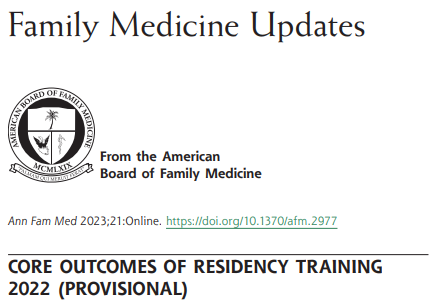 Family Medicine Updates
AMERICAN BOARD OF FAMILY MEDICINE
MCMLXIX
From the American
Board of Family Medicine
Ann Fam Med 2023;21:Online. https://doi.org/10.1370/afm.2977
CORE OUTCOMES OF RESIDENCY TRAINING
2022 (PROVISIONAL)